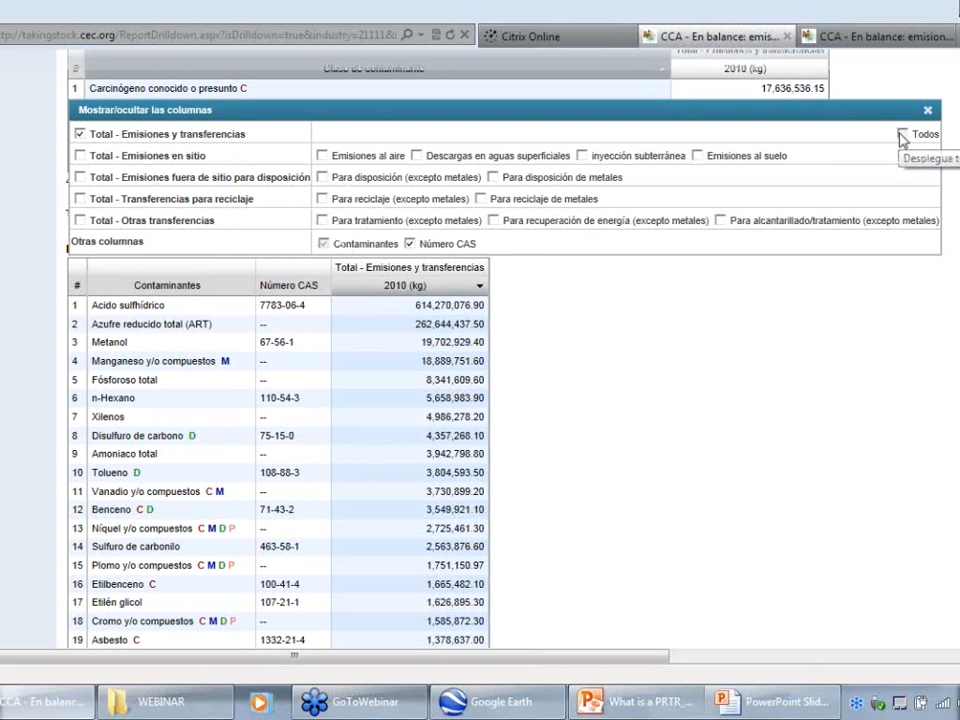 ttp://takingstock.cec.org/ReportDrilldown.aspx?isDrilldown=true&industry=21111&
Citrix Online
CCA - En balance: emis...
CCA - En balance: emision...
Total - Emisiones y transferencias
# Clase de contaminante 2010 (kg)
1 Carcinógeno conocido o presunto C 17,636,536.15
Mostrar/ocultar las columnas
Total - Emisiones y transferencias Todos
Total - Emisiones en sitio Emisiones al aire Descargas en aguas superficiales inyección subterránea Emisiones al suelo
Desplegua t
Total - Emisiones fuera de sitio para disposición Para disposición (excepto metales) Para disposición de metales
Total - Transferencias para reciclaje Para reciclaje (excepto metales) Para reciclaje de metales
Total - Otras transferencias Para tratamiento (excepto metales) Para recuperación de energía (excepto metales) Para alcantarillado/tratamiento (excepto metales)
Otras columnas Contaminantes Número CAS
Total - Emisiones y transferencias
# Contaminantes Número CAS 2010 (kg)
1 Acido sulfhídrico 7783-06-4 614,270,076.90
2 Azufre reducido total (ART) -- 262,644,437.50
3 Metanol 67-56-1 19,702,929.40
4 Manganeso y/o compuestos M -- 18,889,751.60
5 Fósforoso total -- 8,341,609.60
6 n-Hexano 110-54-3 5,658,983.90
7 Xilenos -- 4,986,278.20
8 Disulfuro de carbono D 75-15-0 4,357,268.10
9 Amoniaco total -- 3,942,798.80
10 Tolueno D 108-88-3 3,804,593.50
11 Vanadio y/o compuestos C M -- 3,730,899.20
12 Benceno C D 71-43-2 3,549,921.10
13 Níquel y/o compuestos C M D P -- 2,725,461.30
14 Sulfuro de carbonilo 463-58-1 2,563,876.60
15 Plomo y/o compuestos C M D P -- 1,751,150.97
16 Etilbenceno C 100-41-4 1,665,482.10
17 Etilén glicol 107-21-1 1,626,895.30
18 Cromo y/o compuestos C M D P -- 1,585,872.30
19 Asbesto C 1332-21-4 1,378,637.00
CCA - En balanc...
WEBINAR
GoToWebinar
Google Earth
What is a PRTR_...
PowerPoint Slid...